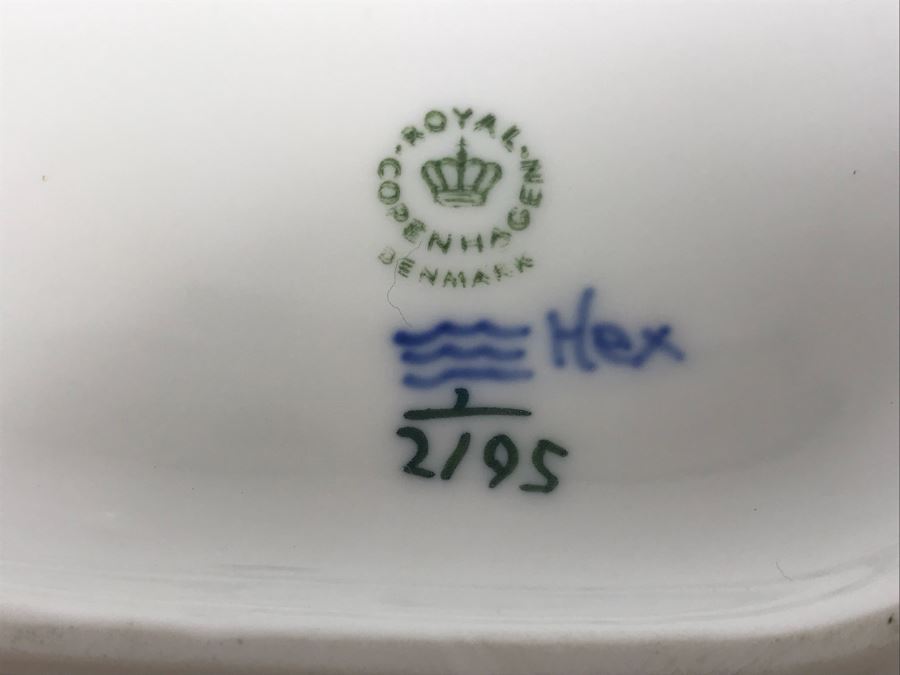 ROYAL COPENHAGEN
DENMARK
Hex
1
2195